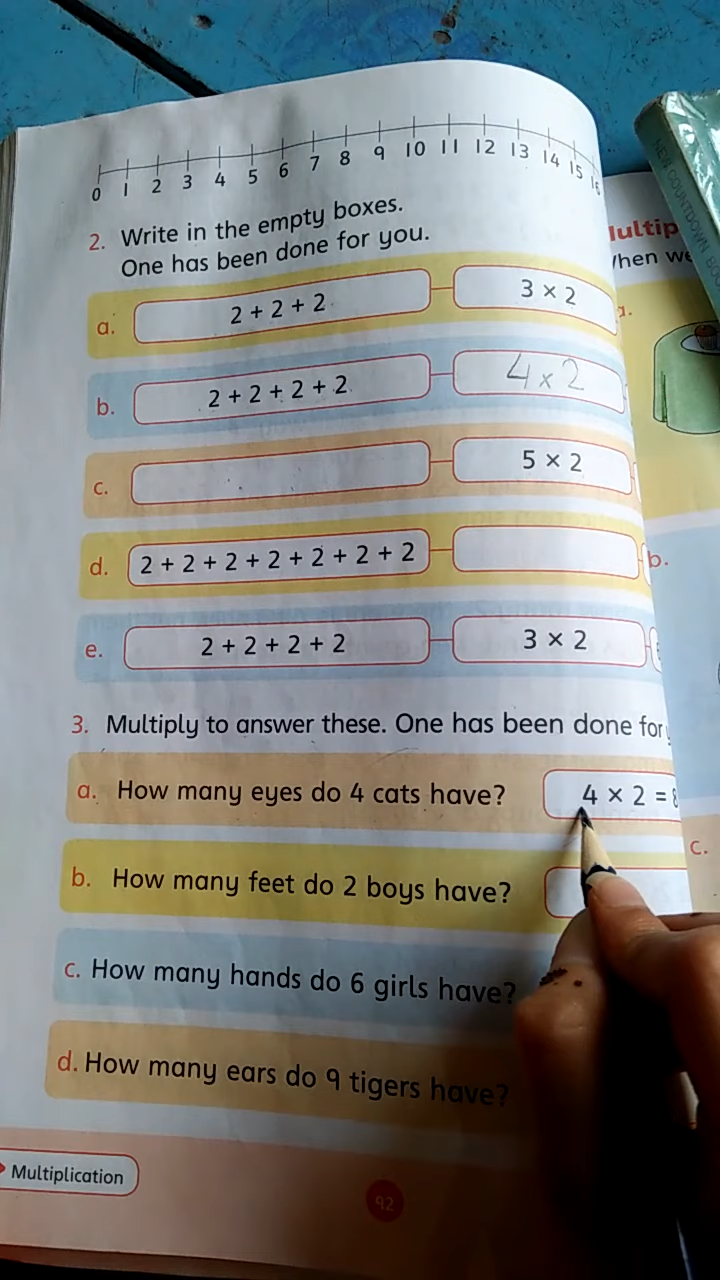 0 1 2 3 4 5 6 7 8 9 10 11 12 13 14 15 16
2. Write in the empty boxes.
One has been done for you.
a. 2 + 2 + 2 3 × 2
b. 2 + 2 + 2 + 2 4 × 2
c. 5 × 2
d. 2 + 2 + 2 + 2 + 2 + 2 + 2
e. 2 + 2 + 2 + 2 3 × 2
3. Multiply to answer these. One has been done for
a. How many eyes do 4 cats have? 4 × 2 = 8
b. How many feet do 2 boys have?
c. How many hands do 6 girls have?
d. How many ears do 9 tigers have?
Multiplication
92
b.
c.
NEW COUNTDOWN